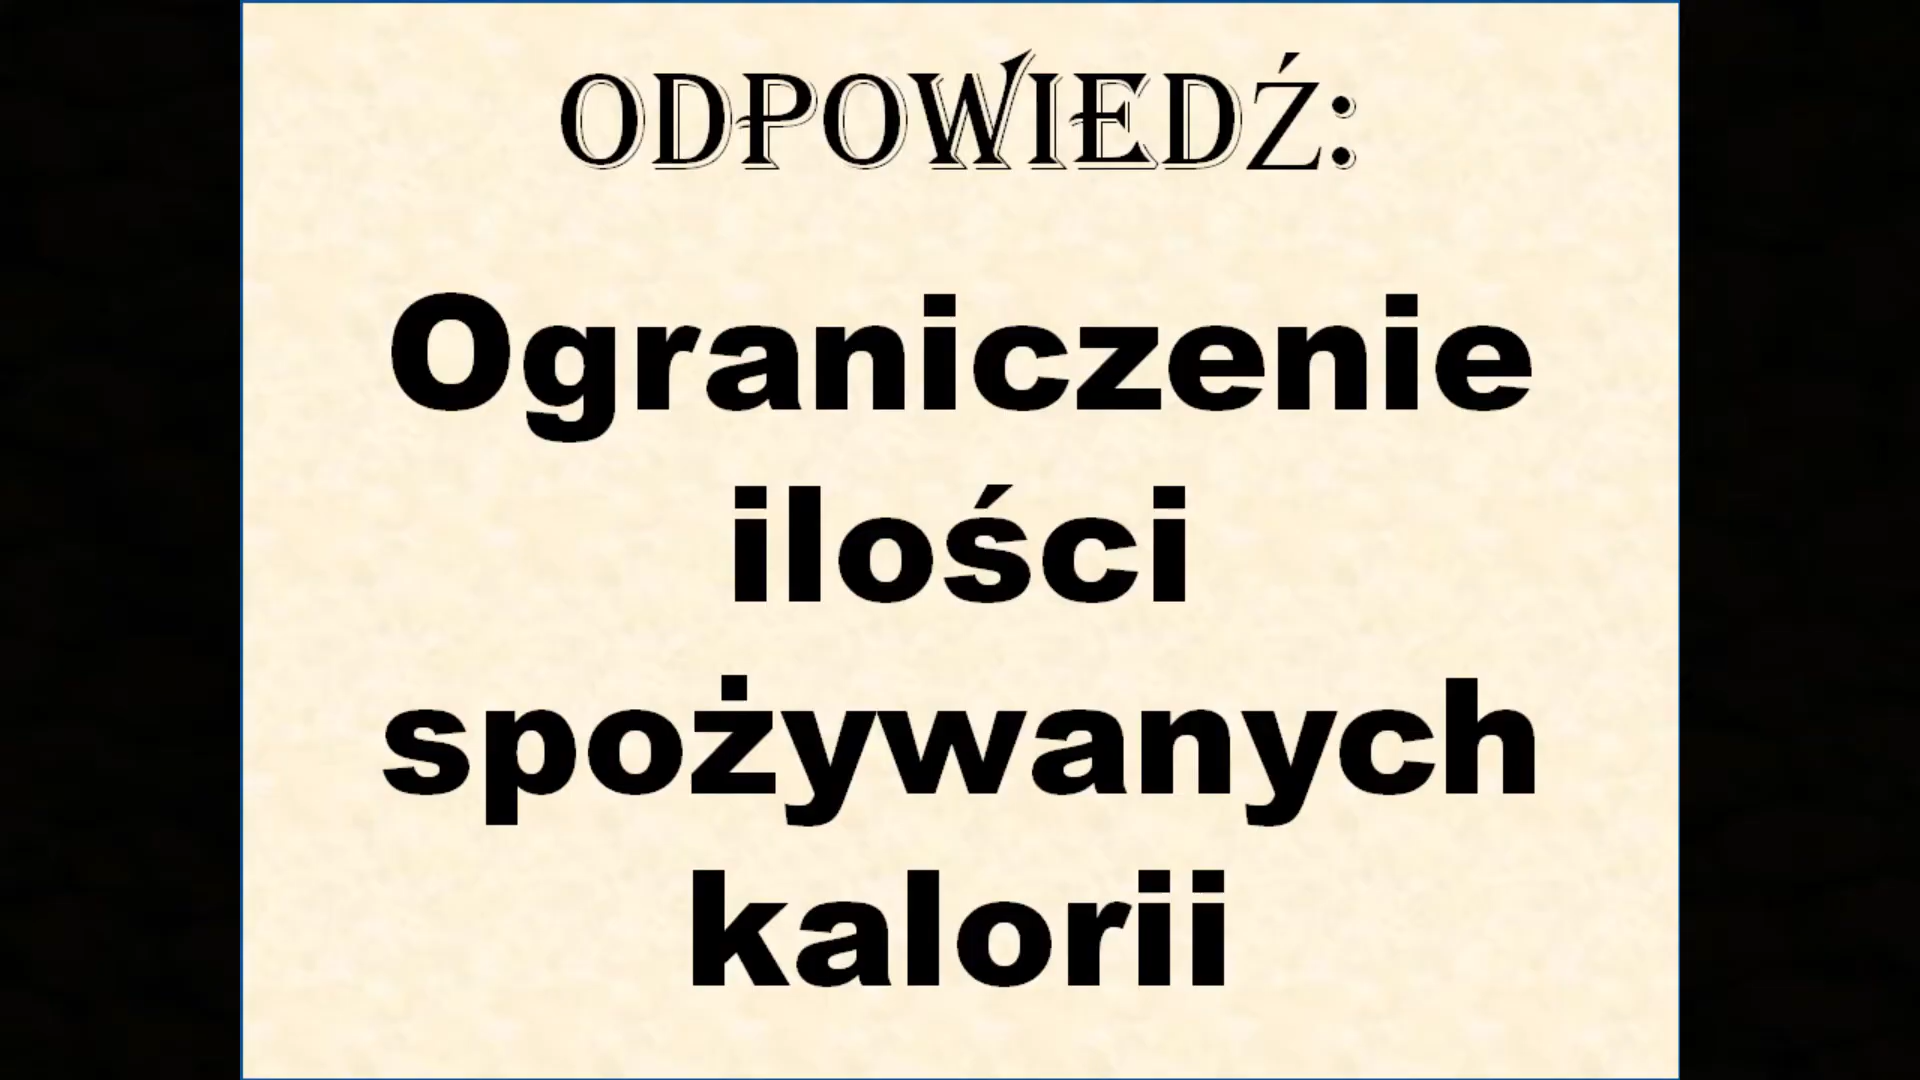 ODPOWIEDŹ:
Ograniczenie
ilości
spożywanych
kalorii